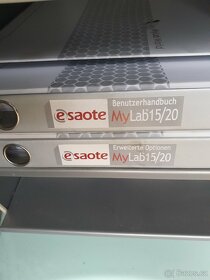 esaote
Benutzerhandbuch
MyLab15/20
esaote
Erweiterte Optionen
MyLab15/20